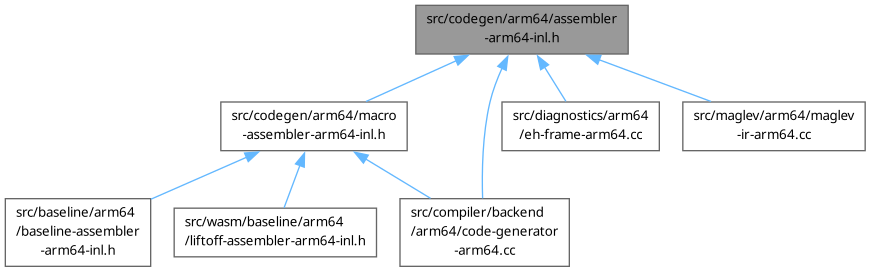 src/codegen/arm64/assembler
-arm64-inl.h
src/codegen/arm64/macro
-assembler-arm64-inl.h
src/diagnostics/arm64
/eh-frame-arm64.cc
src/maglev/arm64/maglev
-ir-arm64.cc
src/baseline/arm64
/baseline-assembler
-arm64-inl.h
src/wasm/baseline/arm64
/liftoff-assembler-arm64-inl.h
src/compiler/backend
/arm64/code-generator
-arm64.cc